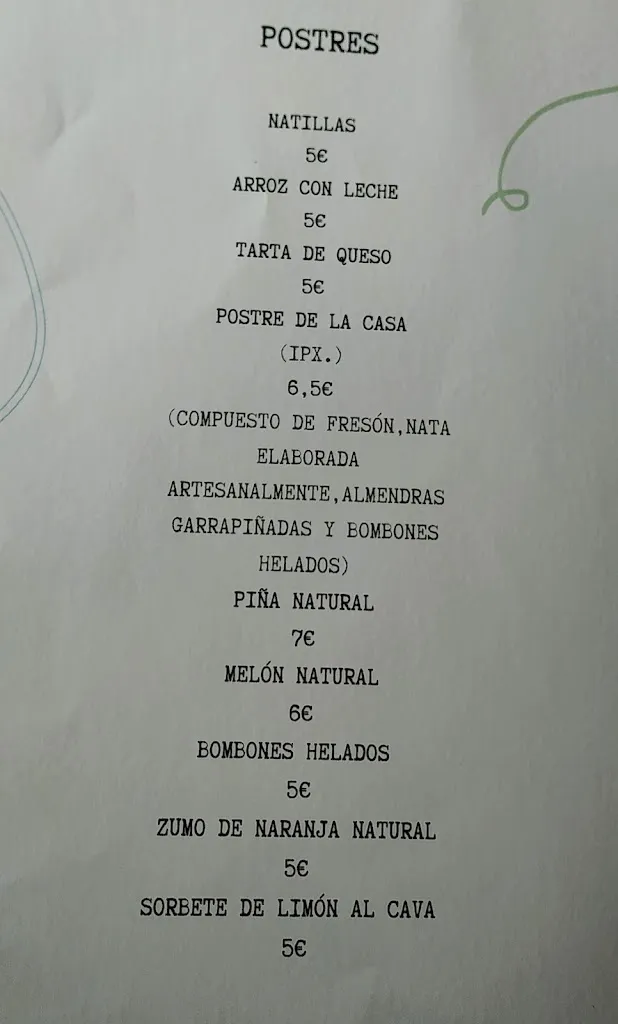 POSTRES
NATILLAS
5€
ARROZ CON LECHE
5€
TARTA DE QUESO
5€
POSTRE DE LA CASA
(IPX.)
6,5€
(COMPUESTO DE FRESÓN,NATA
ELABORADA
ARTESANALMENTE,ALMENDRAS
GARRAPIÑADAS Y BOMBONES
HELADOS)
PIÑA NATURAL
7€
MELÓN NATURAL
6€
BOMBONES HELADOS
5€
ZUMO DE NARANJA NATURAL
5€
SORBETE DE LIMÓN AL CAVA
5€